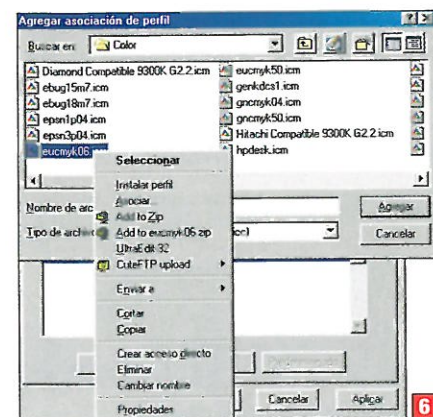 Agregar asociación de perfil
Buscar en: Color
Diamond Compatible 9300K G2.2.icm
ebug15m7.icm
ebug18m7.icm
epsn1p04.icm
epsn3p04.icm
eucmyk06.icm
eucmyk50.icm
genkdcs1.icm
gncmyk04.icm
gncmyk50.icm
Hitachi Compatible 9300K G2.2.icm
hpdesk.icm
Nombre de arc
Agregar
Tipo de archiv
Cancelar
Seleccionar
Instalar perfil
Asociar...
Add to Zip
Add to eucmyk06.zip
UltraEdit-32
CuteFTP upload
Enviar a
Cortar
Copiar
Crear acceso directo
Eliminar
Cambiar nombre
Propiedades
Cancelar
Aplicar
6